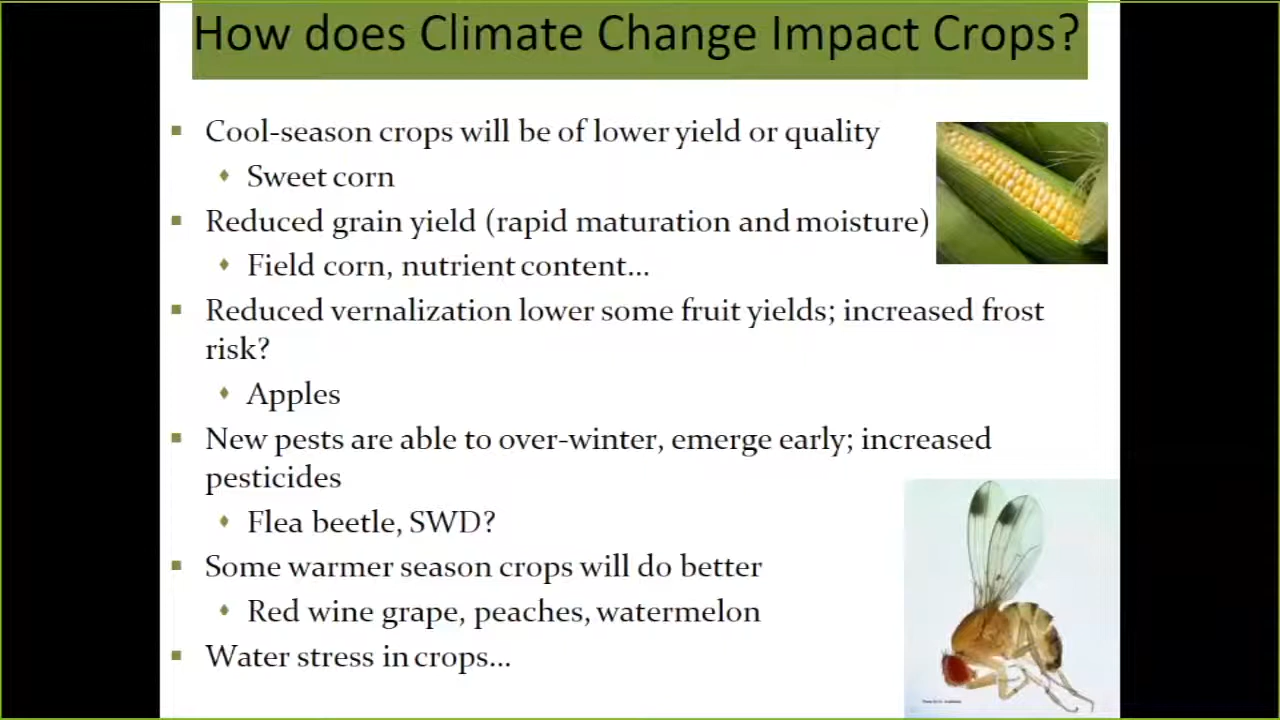 How does Climate Change Impact Crops?
Cool-season crops will be of lower yield or quality
Sweet corn
Reduced grain yield (rapid maturation and moisture)
Field corn, nutrient content...
Reduced vernalization lower some fruit yields; increased frost
risk?
Apples
New pests are able to over-winter, emerge early; increased
pesticides
Flea beetle, SWD?
Some warmer season crops will do better
Red wine grape, peaches, watermelon
Water stress in crops...